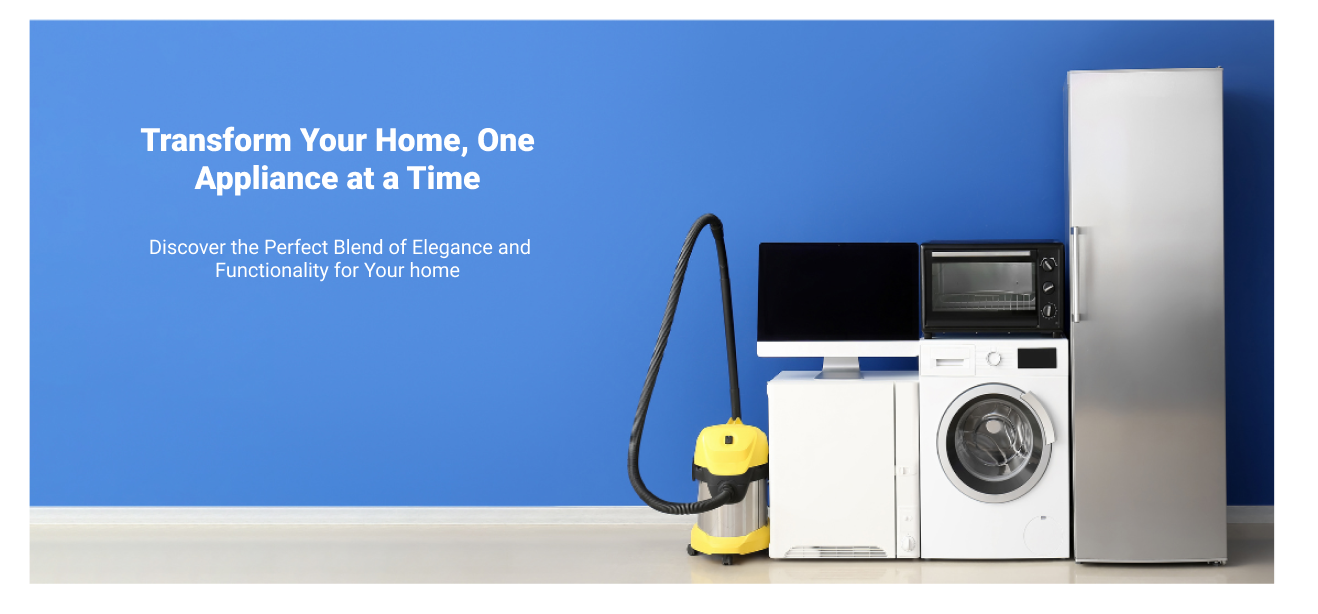 Transform Your Home, One
Appliance at a Time
Discover the Perfect Blend of Elegance and
Functionality for Your home